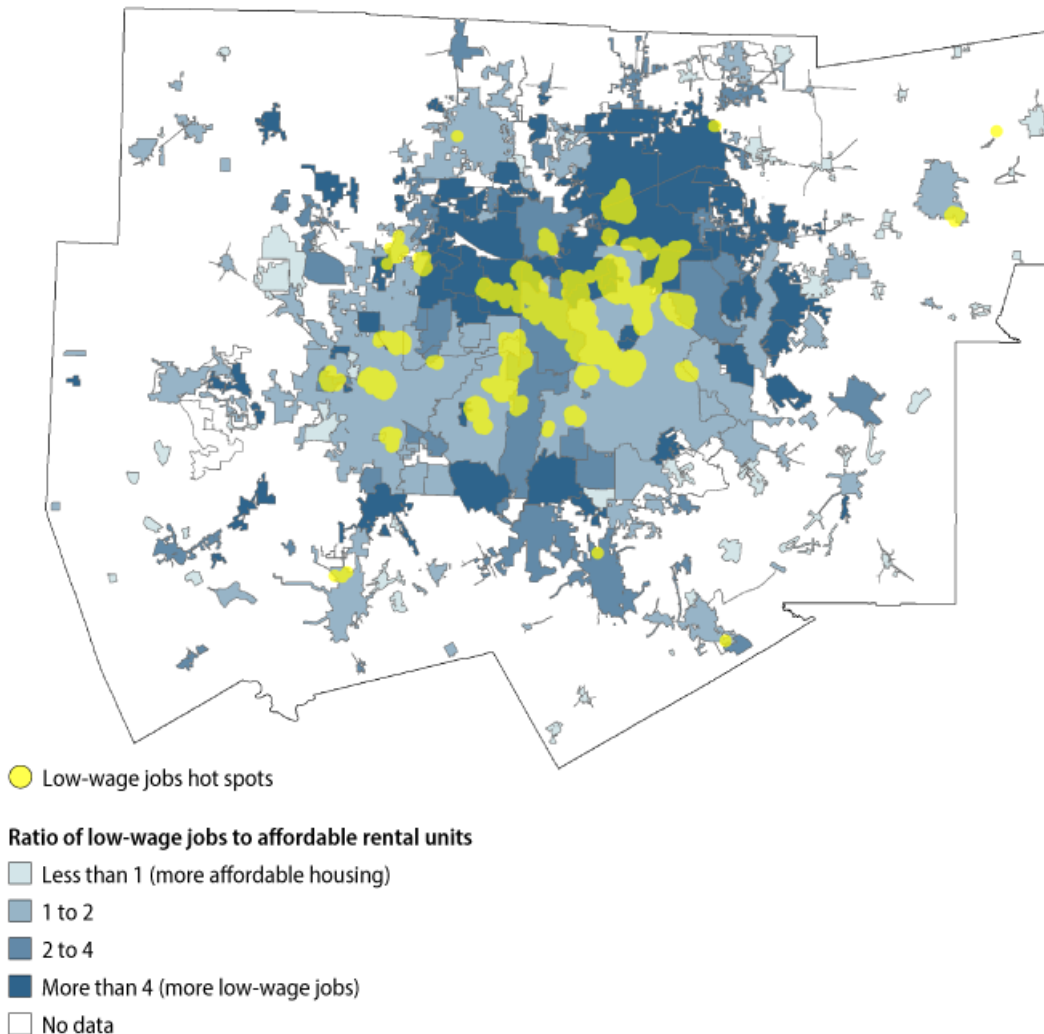 Low-wage jobs hot spots
Ratio of low-wage jobs to affordable rental units
Less than 1 (more affordable housing)
1 to 2
2 to 4
More than 4 (more low-wage jobs)
No data